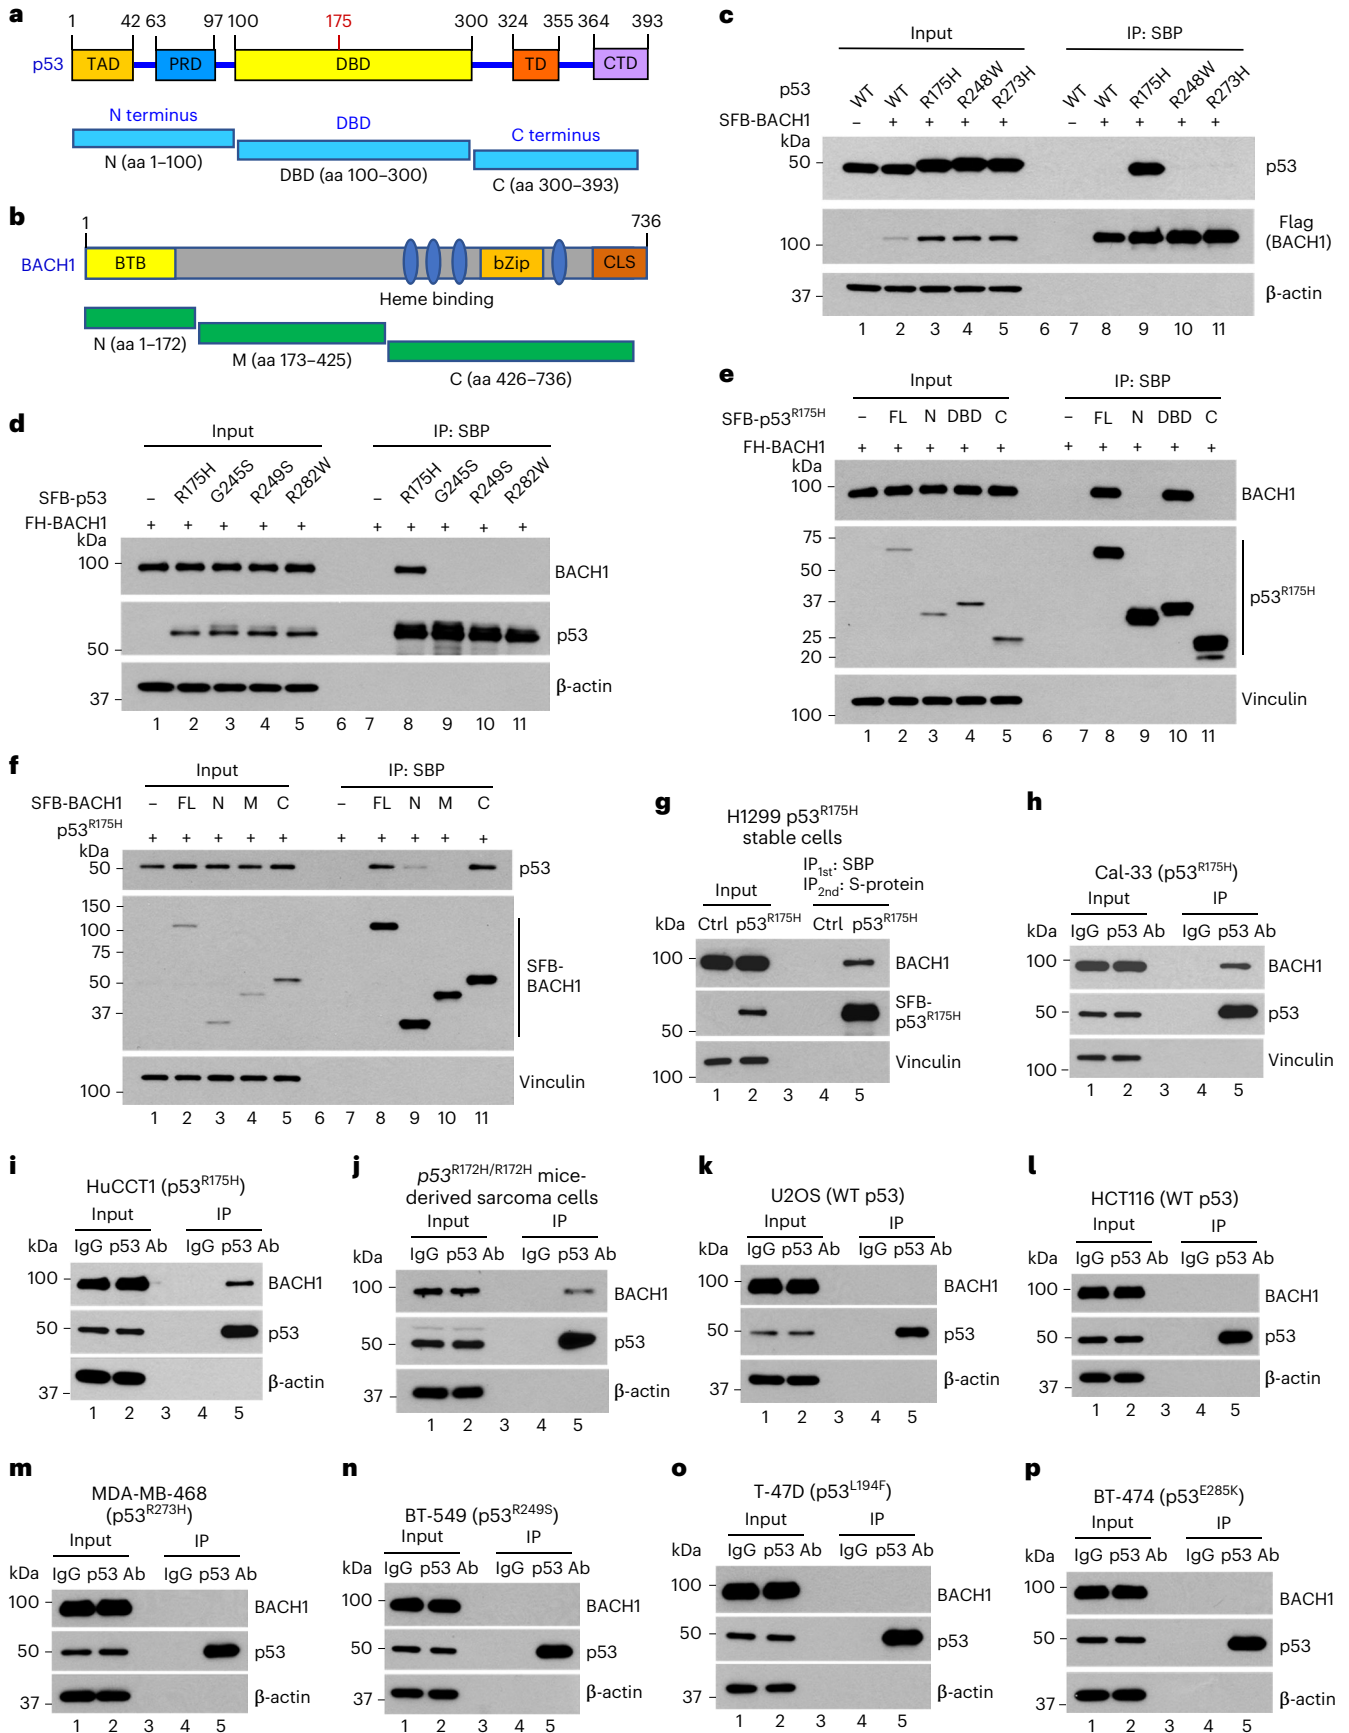 a
1 42 63 97 100 175 300 324 355 364 393
p53 TAD PRD DBD TD CTD
N terminus DBD C terminus
N (aa 1–100)
DBD (aa 100–300)
C (aa 300–393)
b
1 736
BACH1 BTB bZip CLS
Heme binding
N (aa 1–172)
M (aa 173–425)
C (aa 426–736)
c
Input IP: SBP
p53 WT WT R175H R248W R273H WT WT R175H R248W R273H
SFB-BACH1 – + + + + – + + + +
kDa
50 p53
100 Flag (BACH1)
37 β-actin
1 2 3 4 5 6 7 8 9 10 11
d
Input IP: SBP
SFB-p53 – R175H G245S R249S R282W – R175H G245S R249S R282W
FH-BACH1 + + + + + + + + + +
kDa
100 BACH1
50 p53
37 β-actin
1 2 3 4 5 6 7 8 9 10 11
e
Input IP: SBP
SFB-p53R175H – FL N DBD C – FL N DBD C
FH-BACH1 + + + + + + + + + +
kDa
100 BACH1
75
50
37 p53R175H
25
20
100 Vinculin
1 2 3 4 5 6 7 8 9 10 11
f
Input IP: SBP
SFB-BACH1 – FL N M C – FL N M C
p53R175H + + + + + + + + + +
kDa
50 p53
150
100
75 SFB-
50 BACH1
37
100 Vinculin
1 2 3 4 5 6 7 8 9 10 11
g
H1299 p53R175H
stable cells
IP1st: SBP
Input IP2nd: S-protein
kDa Ctrl p53R175H Ctrl p53R175H
100 BACH1
SFB-
50 p53R175H
100 Vinculin
1 2 3 4 5
h
Cal-33 (p53R175H)
Input IP
kDa IgG p53 Ab IgG p53 Ab
100 BACH1
50 p53
100 Vinculin
1 2 3 4 5
i
HuCCT1 (p53R175H)
Input IP
kDa IgG p53 Ab IgG p53 Ab
100 BACH1
50 p53
37 β-actin
1 2 3 4 5
j
p53R172H/R172H mice-
derived sarcoma cells
Input IP
kDa IgG p53 Ab IgG p53 Ab
100 BACH1
50 p53
37 β-actin
1 2 3 4 5
k
U2OS (WT p53)
Input IP
kDa IgG p53 Ab IgG p53 Ab
100 BACH1
50 p53
37 β-actin
1 2 3 4 5
l
HCT116 (WT p53)
Input IP
kDa IgG p53 Ab IgG p53 Ab
100 BACH1
50 p53
37 β-actin
1 2 3 4 5
m
MDA-MB-468
(p53R273H)
Input IP
kDa IgG p53 Ab IgG p53 Ab
100 BACH1
50 p53
37 β-actin
1 2 3 4 5
n
BT-549 (p53R249S)
Input IP
kDa IgG p53 Ab IgG p53 Ab
100 BACH1
50 p53
37 β-actin
1 2 3 4 5
o
T-47D (p53L194F)
Input IP
kDa IgG p53 Ab IgG p53 Ab
100 BACH1
50 p53
37 β-actin
1 2 3 4 5
p
BT-474 (p53E285K)
Input IP
kDa IgG p53 Ab IgG p53 Ab
100 BACH1
50 p53
37 β-actin
1 2 3 4 5